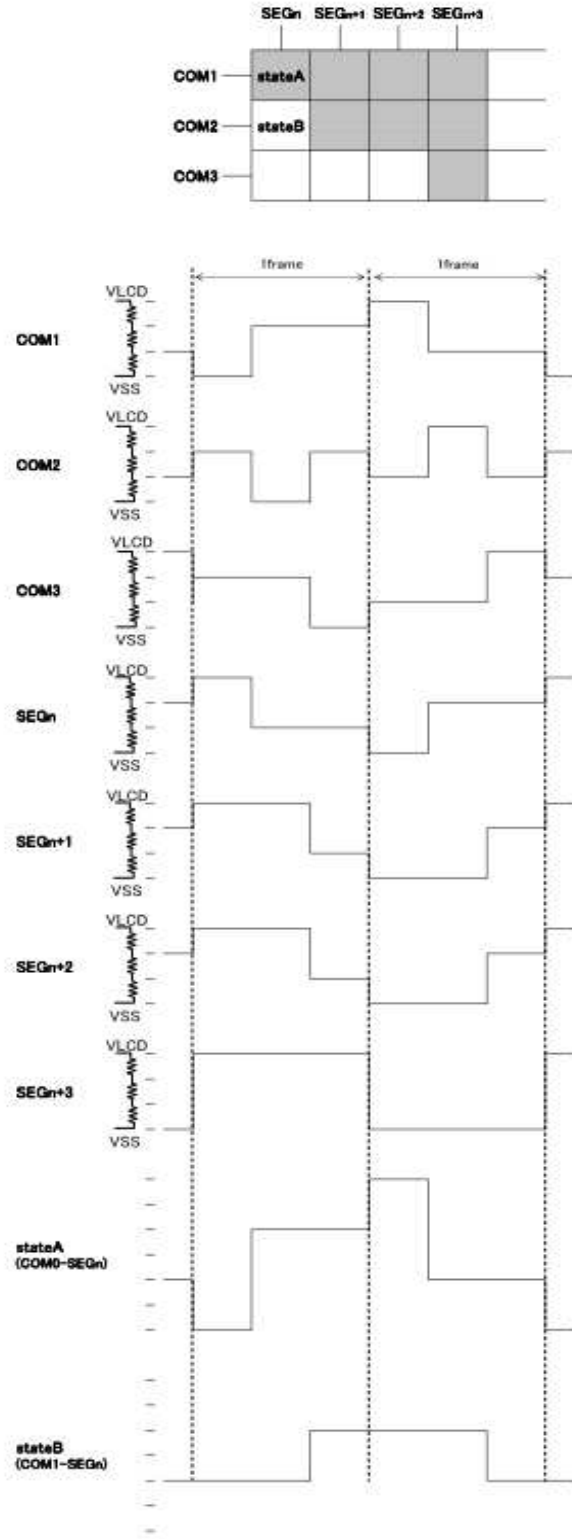 SEGn SEGn+1 SEGn+2 SEGn+3
COM1 stateA
COM2 stateB
COM3
1frame 1frame
VLCD
COM1
VSS
VLCD
COM2
VSS
VLCD
COM3
VSS
VLCD
SEGn
VSS
VLCD
SEGn+1
VSS
VLCD
SEGn+2
VSS
VLCD
SEGn+3
VSS
stateA
(COM0-SEGn)
stateB
(COM1-SEGn)